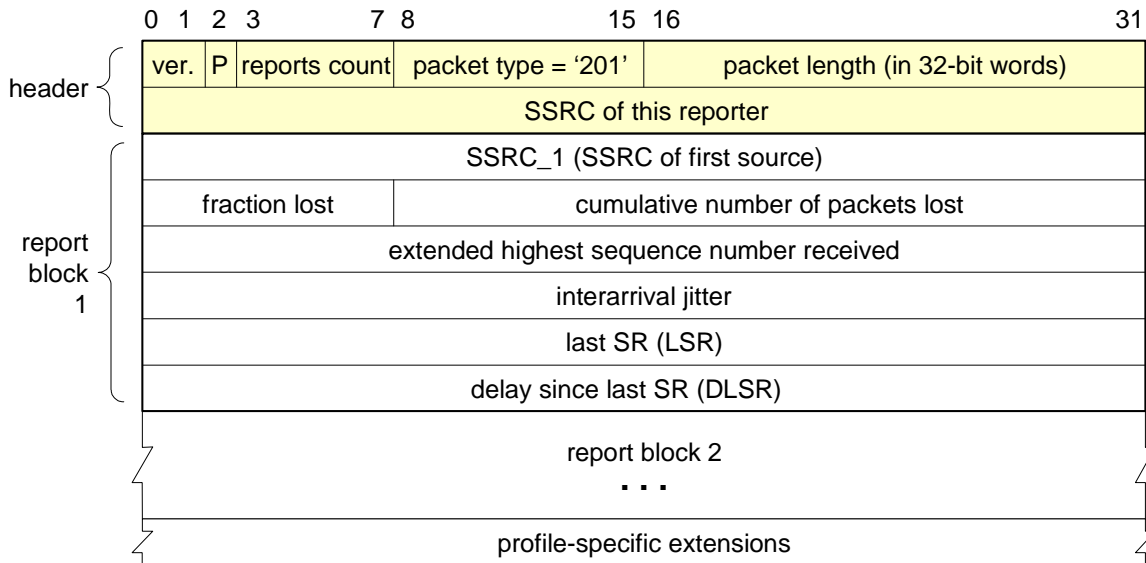 0 1 2 3 7 8 15 16 31
header
ver. P reports count packet type = ‘201’ packet length (in 32-bit words)
SSRC of this reporter
report
block
1
SSRC_1 (SSRC of first source)
fraction lost cumulative number of packets lost
extended highest sequence number received
interarrival jitter
last SR (LSR)
delay since last SR (DLSR)
report block 2
. . .
profile-specific extensions